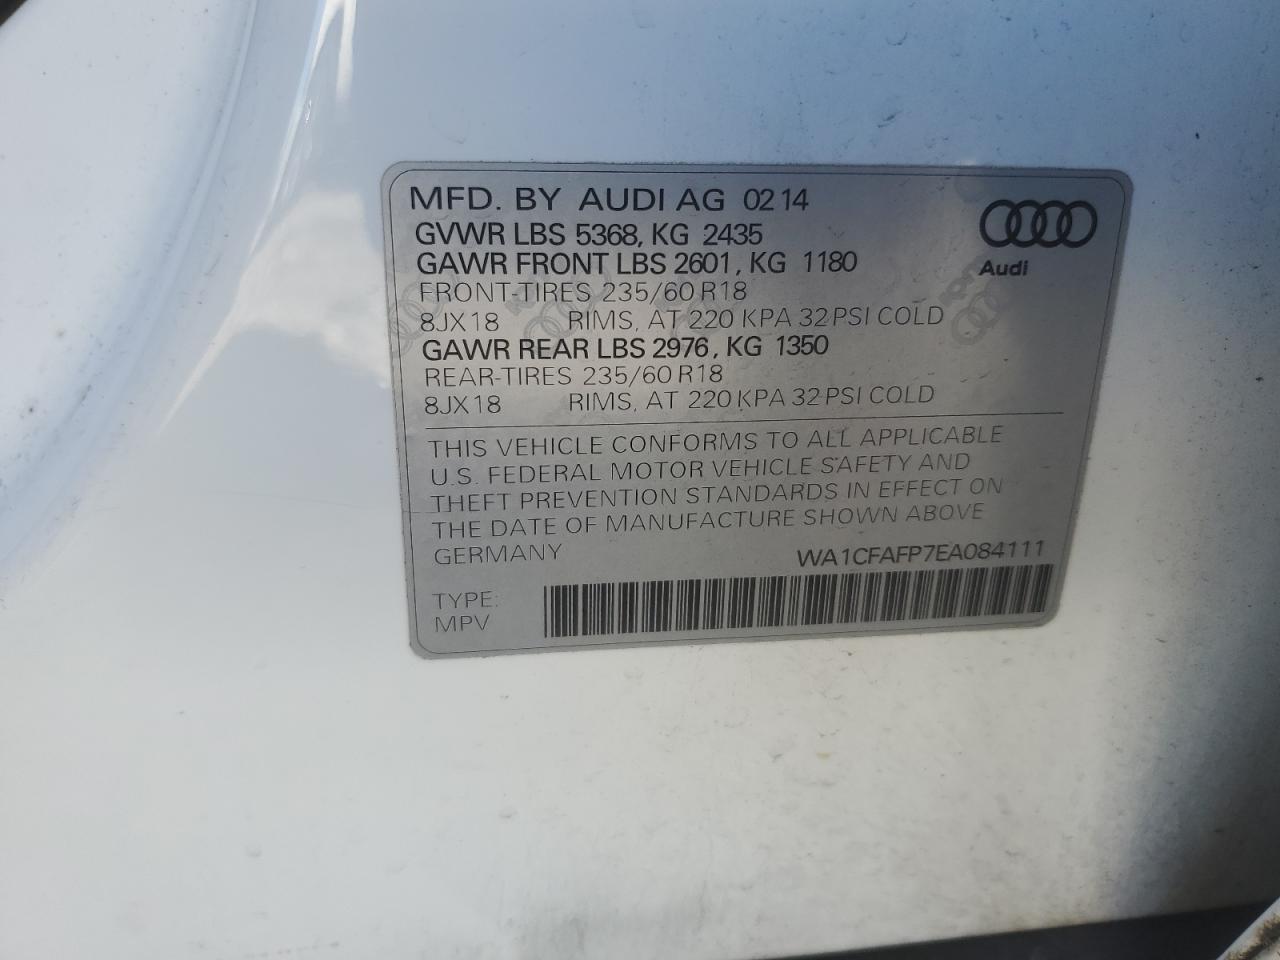 MFD. BY AUDI AG 02 14
GVWR LBS 5368, KG 2435
GAWR FRONT LBS 2601, KG 1180
FRONT-TIRES 235/60 R18
8JX18 RIMS, AT 220 KPA 32 PSI COLD
GAWR REAR LBS 2976, KG 1350
REAR-TIRES 235/60 R18
8JX18 RIMS, AT 220 KPA 32 PSI COLD
Audi
THIS VEHICLE CONFORMS TO ALL APPLICABLE
U.S. FEDERAL MOTOR VEHICLE SAFETY AND
THEFT PREVENTION STANDARDS IN EFFECT ON
THE DATE OF MANUFACTURE SHOWN ABOVE
GERMANY WA1CFAFP7EA084111
TYPE:
MPV